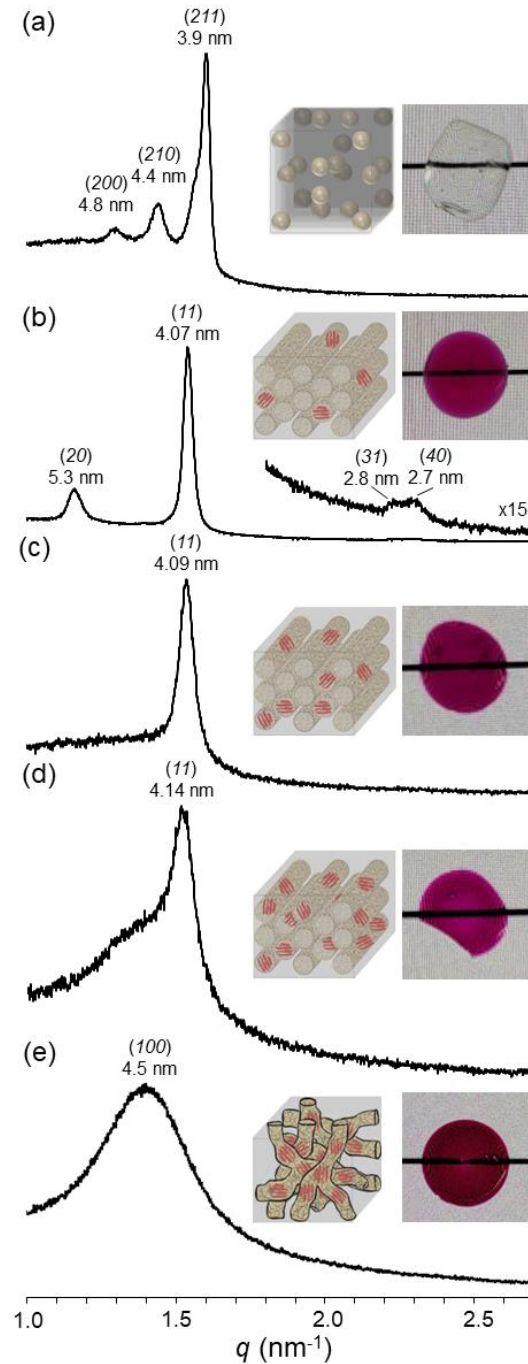 (a)
(211)
3.9 nm
(210)
4.4 nm
(200)
4.8 nm
(b)
(11)
4.07 nm
(20)
5.3 nm
(31)
2.8 nm
(40)
2.7 nm
x15
(c)
(11)
4.09 nm
(d)
(11)
4.14 nm
(e)
(100)
4.5 nm
1.0 1.5 2.0 2.5
q (nm⁻¹)